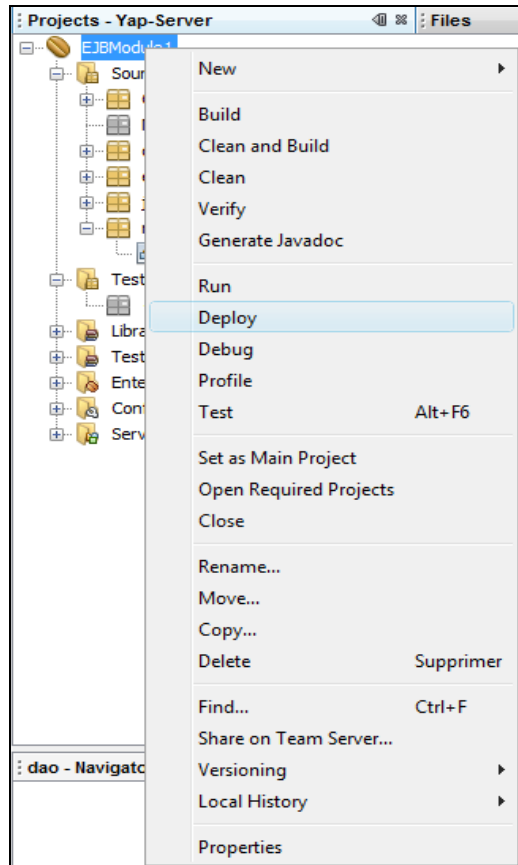 Projects - Yap-Server
Files
EJBModule1
Sour
Test
Libra
Test
Ente
Conf
Serv
New
Build
Clean and Build
Clean
Verify
Generate Javadoc
Run
Deploy
Debug
Profile
Test Alt+F6
Set as Main Project
Open Required Projects
Close
Rename...
Move...
Copy...
Delete Supprimer
Find... Ctrl+F
Share on Team Server...
Versioning
Local History
Properties
dao - Navigato